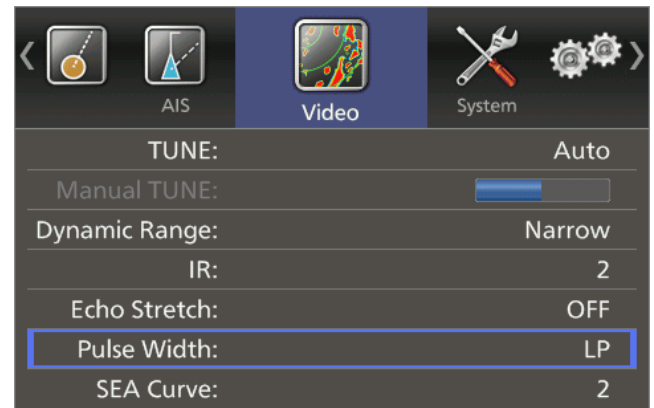 AIS
Video
System
TUNE: Auto
Manual TUNE:
Dynamic Range: Narrow
IR: 2
Echo Stretch: OFF
Pulse Width: LP
SEA Curve: 2